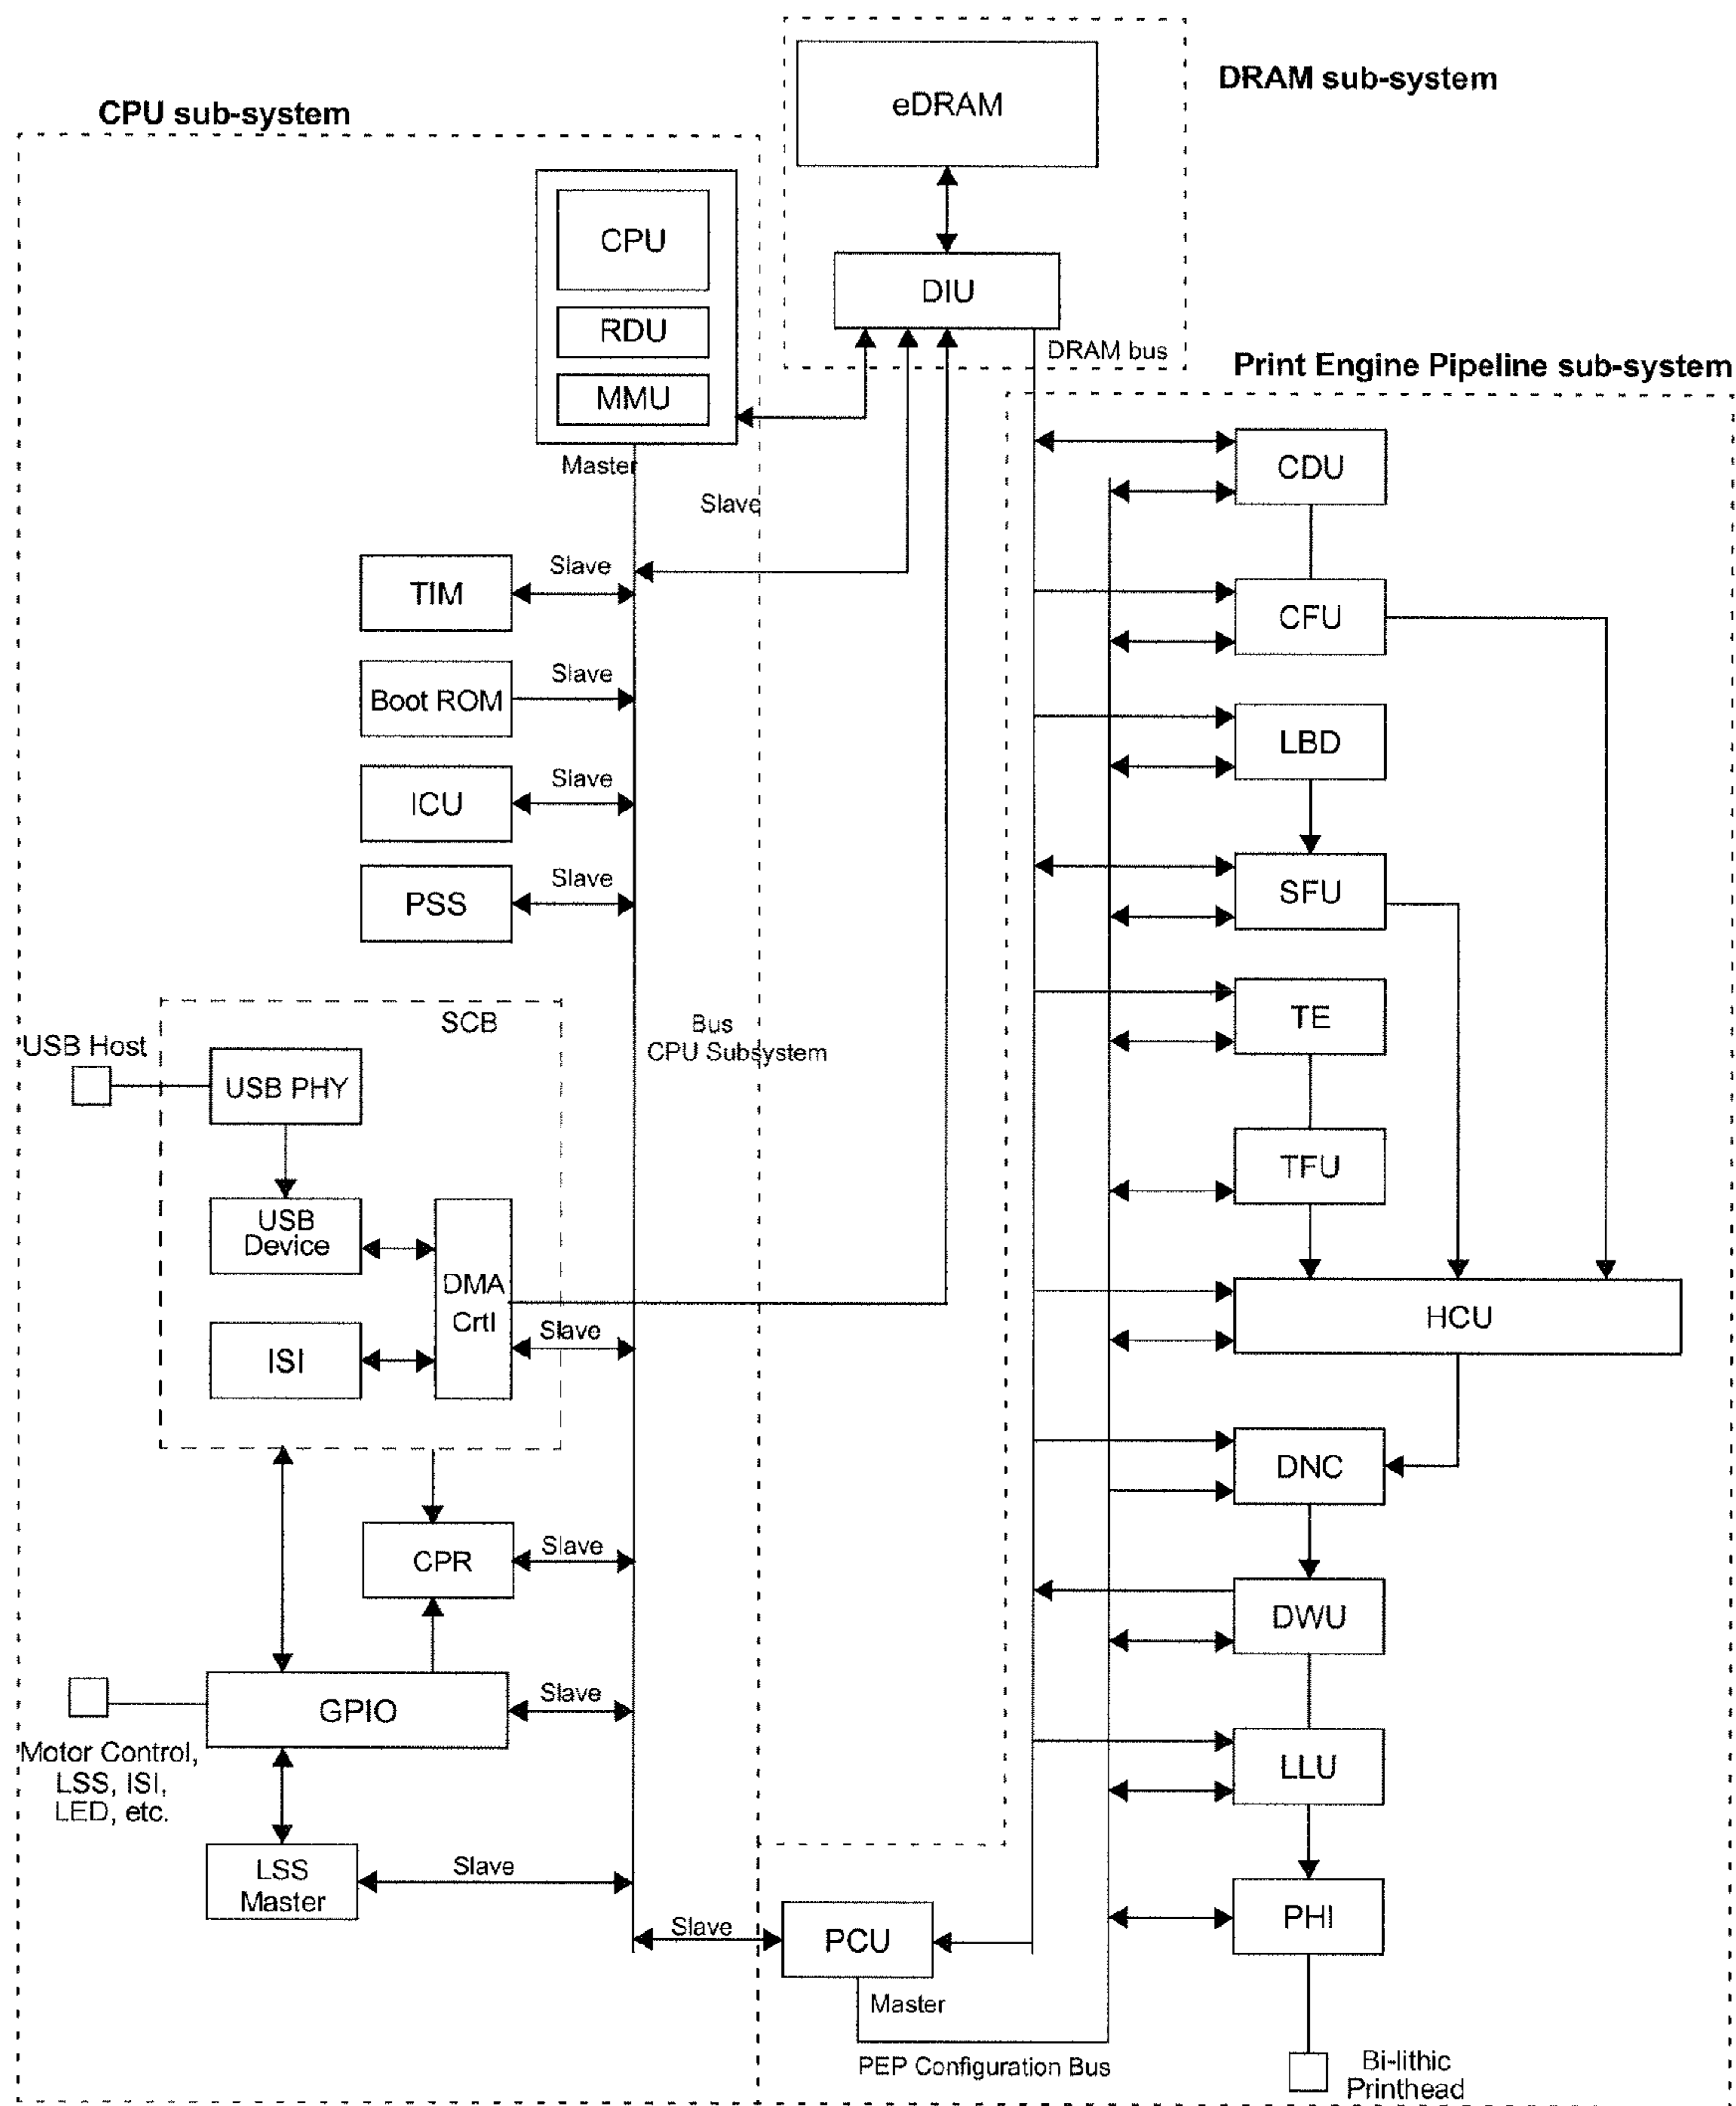 DRAM sub-system
CPU sub-system
eDRAM
CPU
RDU
MMU
DIU
DRAM bus
Print Engine Pipeline sub-system
Master
Slave
CDU
TIM
Slave
CFU
Boot ROM
Slave
LBD
ICU
Slave
PSS
Slave
SFU
SCB
Bus
CPU Subsystem
TE
USB Host
USB PHY
TFU
USB
Device
DMA
Crtl
Slave
ISI
HCU
DNC
CPR
Slave
DWU
GPIO
Slave
Motor Control,
LSS, ISI,
LED, etc.
LLU
LSS
Master
Slave
PHI
Slave
PCU
Master
PEP Configuration Bus
Bi-lithic
Printhead